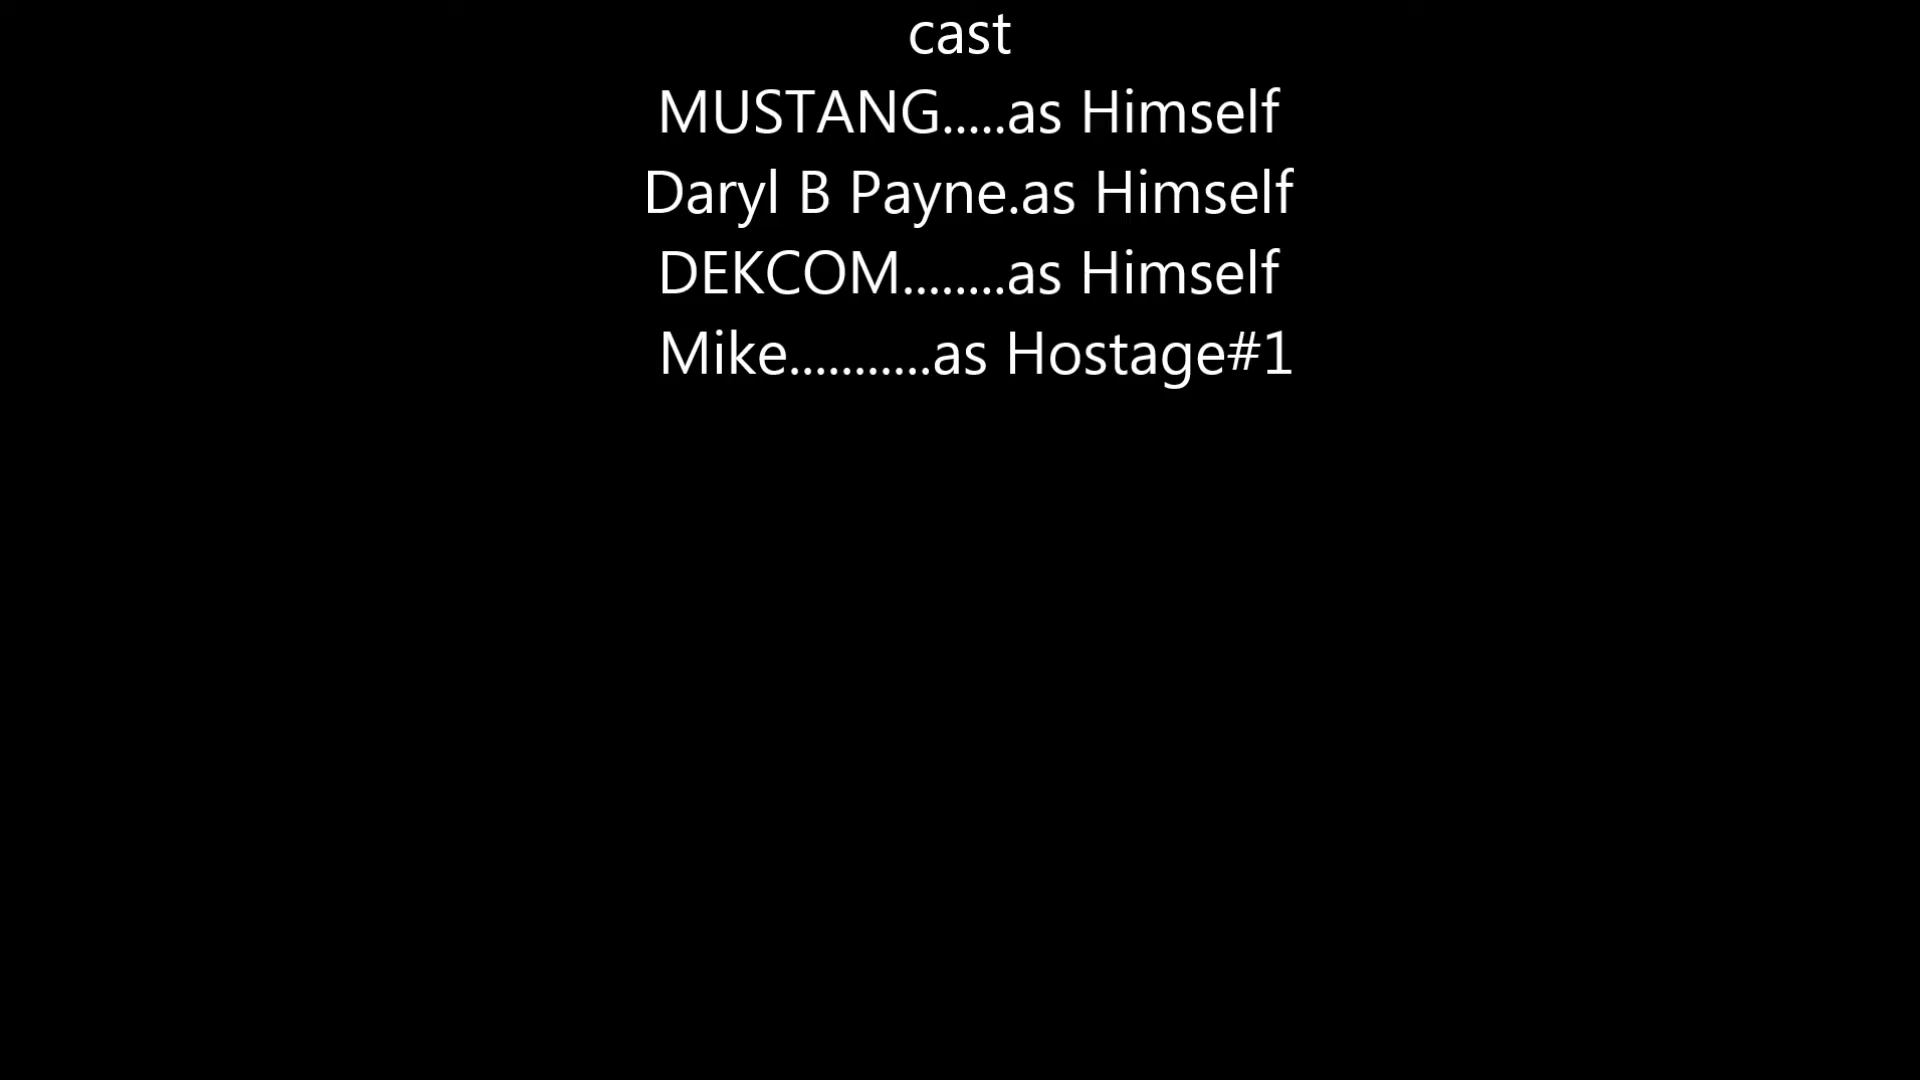 cast
MUSTANG.....as Himself
Daryl B Payne.as Himself
DEKCOM........as Himself
Mike...........as Hostage#1